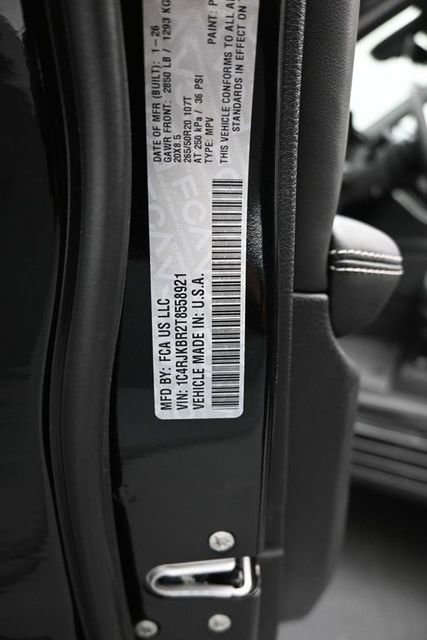 MFD BY: FCA US LLC
VIN: 1C4RJKBR2T8558921
VEHICLE MADE IN: U.S.A.
DATE OF MFR (BUILT): 1-26
GAWR FRONT: 2850 LB / 1293 KG
20X8.5
265/50R20 107T
AT 250 kPa / 36 PSI
TYPE: MPV
PAINT:
THIS VEHICLE CONFORMS TO ALL
STANDARDS IN EFFECT ON
FCA
FCA